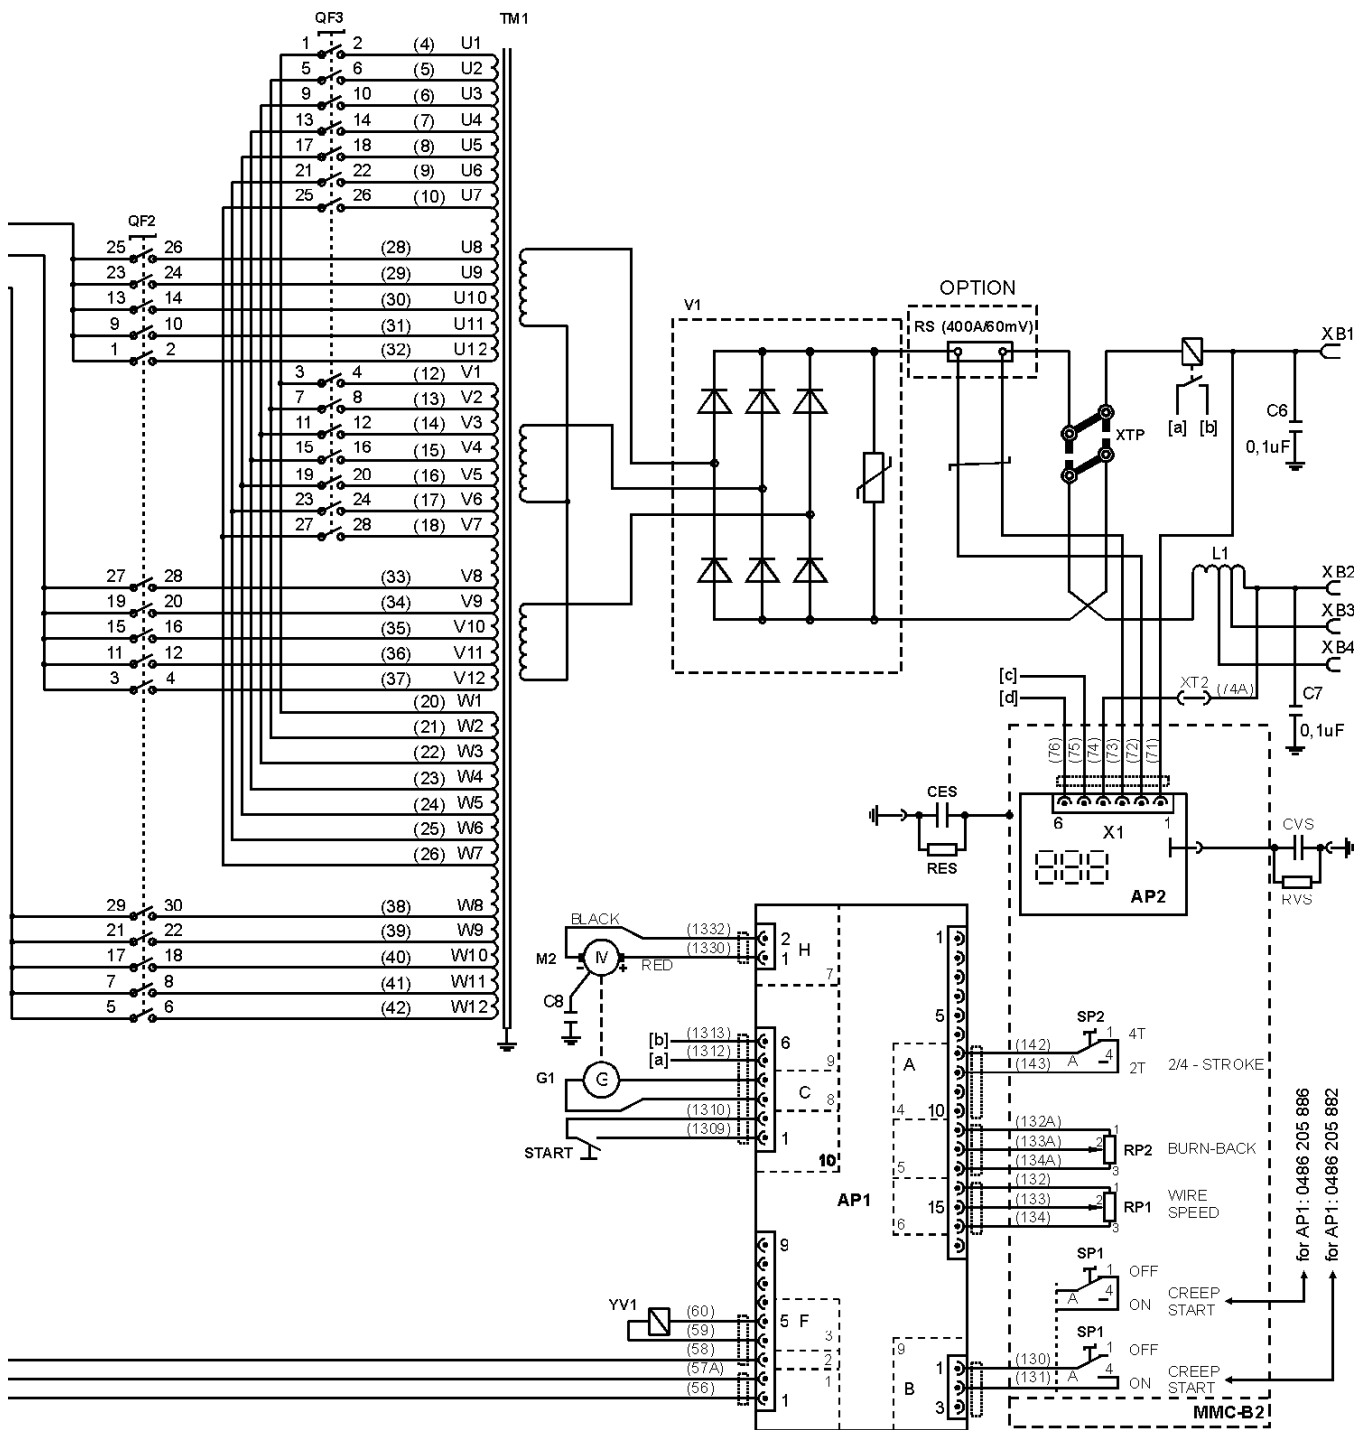 QF3
TM1
1 2 (4) U1
5 6 (5) U2
9 10 (6) U3
13 14 (7) U4
17 18 (8) U5
21 22 (9) U6
25 26 (10) U7
QF2
25 26 (28) U8
23 24 (29) U9
13 14 (30) U10
9 10 (31) U11
1 2 (32) U12
3 4 (12) V1
7 8 (13) V2
11 12 (14) V3
15 16 (15) V4
19 20 (16) V5
23 24 (17) V6
27 28 (18) V7
27 28 (33) V8
19 20 (34) V9
15 16 (35) V10
11 12 (36) V11
3 4 (37) V12
(20) W1
(21) W2
(22) W3
(23) W4
(24) W5
(25) W6
(26) W7
29 30 (38) W8
21 22 (39) W9
17 18 (40) W10
7 8 (41) W11
5 6 (42) W12
V1
OPTION
RS (400A/60mV)
XTP
[a] [b]
C6
0,1uF
XB1
L1
XB2
XB3
XB4
[c]
[d]
XT2 (74A)
C7
0,1uF
(76) (75) (74) (73) (72) (71)
6 X1 1
AP2
CES
RES
CVS
RVS
BLACK
(1332) 2 H
M2 - M + RED (1330) 1
7
C8
[b] (1313) 6
[a] (1312) 9
G1 G C
8
(1310)
(1309) 1
START
10
AP1
1
5
A
4 10
5
15
6
SP2
(142) 1 4T
(143) A 4 2T 2/4 - STROKE
(132A) 1
(133A) 2 RP2 BURN-BACK
(134A) 3
(132) 1
(133) 2 RP1 WIRE SPEED
(134) 3
SP1
1 OFF
A 4 ON CREEP START
SP1
(130) 1 OFF
(131) A 4 ON CREEP START
for AP1: 0486 205 886
for AP1: 0486 205 882
9
YV1 (60) 5 F
(59) 3
(58) 2
(57A) 1
(56) 1
9
1
B
3
MMC-B2